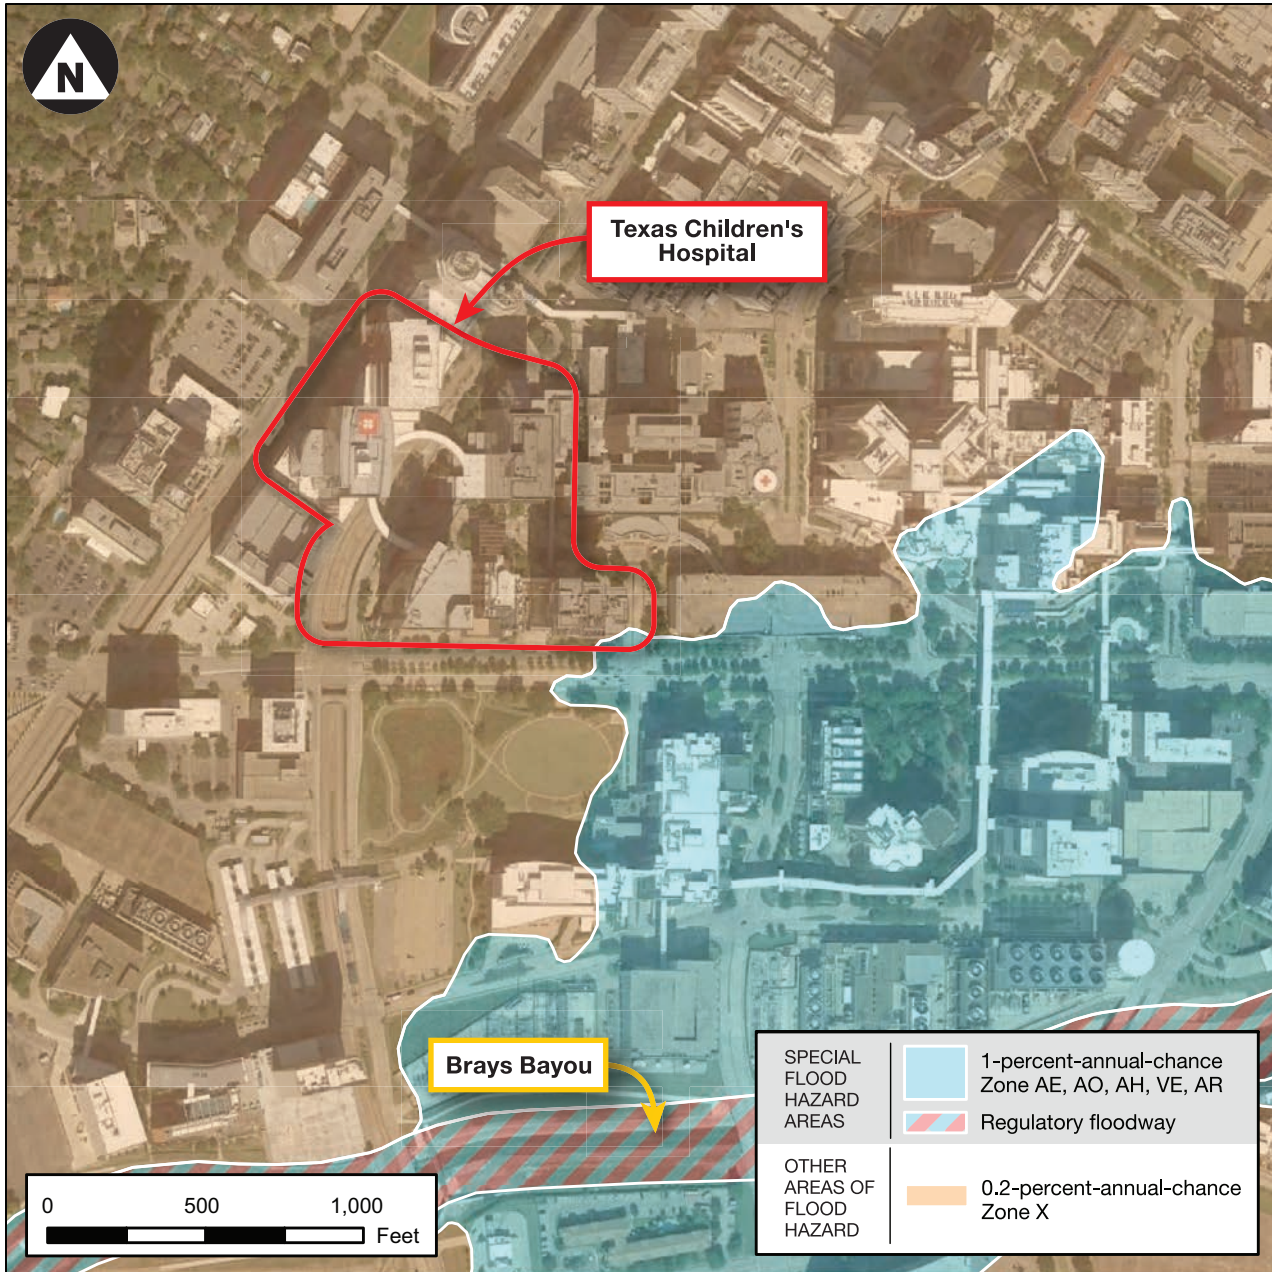 N
Texas Children's
Hospital
Brays Bayou
0 500 1,000
Feet
SPECIAL
FLOOD
HAZARD
AREAS
1-percent-annual-chance
Zone AE, AO, AH, VE, AR
Regulatory floodway
OTHER
AREAS OF
FLOOD
HAZARD
0.2-percent-annual-chance
Zone X